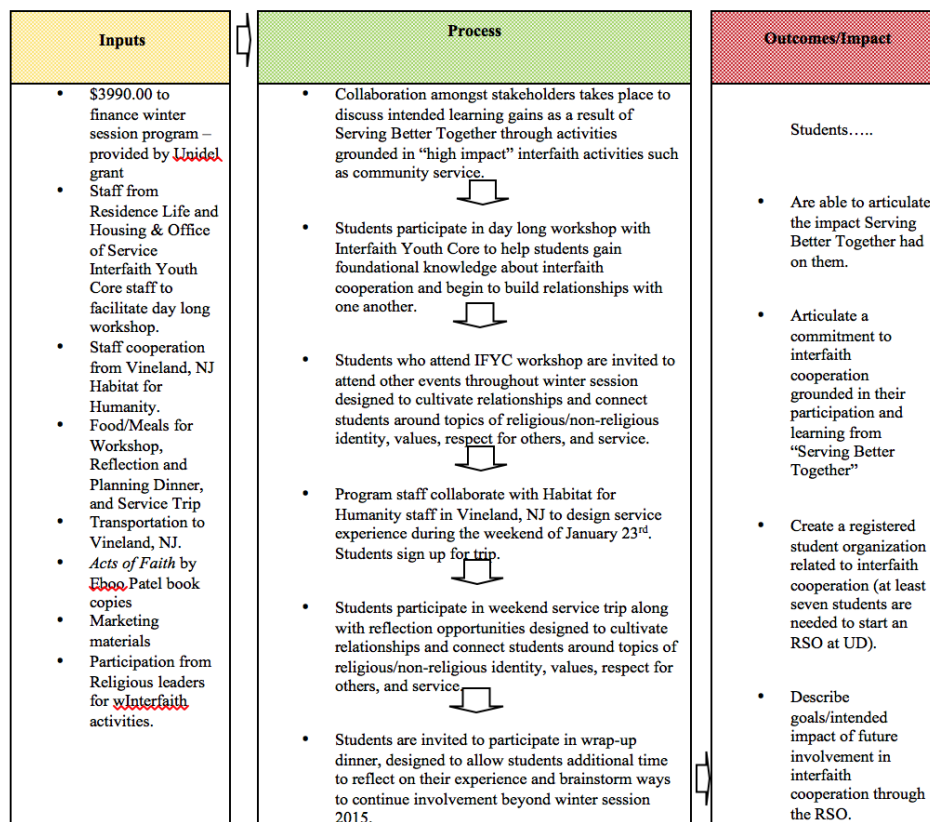 Inputs
• $3990.00 to
finance winter
session program –
provided by Unidel
grant
• Staff from
Residence Life and
Housing & Office
of Service
Interfaith Youth
Core staff to
facilitate day long
workshop.
• Staff cooperation
from Vineland, NJ
Habitat for
Humanity.
• Food/Meals for
Workshop,
Reflection and
Planning Dinner,
and Service Trip
• Transportation to
Vineland, NJ.
• Acts of Faith by
Eboo Patel book
copies
• Marketing
materials
• Participation from
Religious leaders
for wInterfaith
activities.
Process
• Collaboration amongst stakeholders takes place to
discuss intended learning gains as a result of
Serving Better Together through activities
grounded in “high impact” interfaith activities such
as community service.
• Students participate in day long workshop with
Interfaith Youth Core to help students gain
foundational knowledge about interfaith
cooperation and begin to build relationships with
one another.
• Students who attend IFYC workshop are invited to
attend other events throughout winter session
designed to cultivate relationships and connect
students around topics of religious/non-religious
identity, values, respect for others, and service.
• Program staff collaborate with Habitat for
Humanity staff in Vineland, NJ to design service
experience during the weekend of January 23rd.
Students sign up for trip.
• Students participate in weekend service trip along
with reflection opportunities designed to cultivate
relationships and connect students around topics of
religious/non-religious identity, values, respect for
others, and service.
• Students are invited to participate in wrap-up
dinner, designed to allow students additional time
to reflect on their experience and brainstorm ways
to continue involvement beyond winter session
2015.
Outcomes/Impact
Students…..
• Are able to articulate
the impact Serving
Better Together had
on them.
• Articulate a
commitment to
interfaith
cooperation
grounded in their
participation and
learning from
“Serving Better
Together”
• Create a registered
student organization
related to interfaith
cooperation (at least
seven students are
needed to start an
RSO at UD).
• Describe
goals/intended
impact of future
involvement in
interfaith
cooperation through
the RSO.